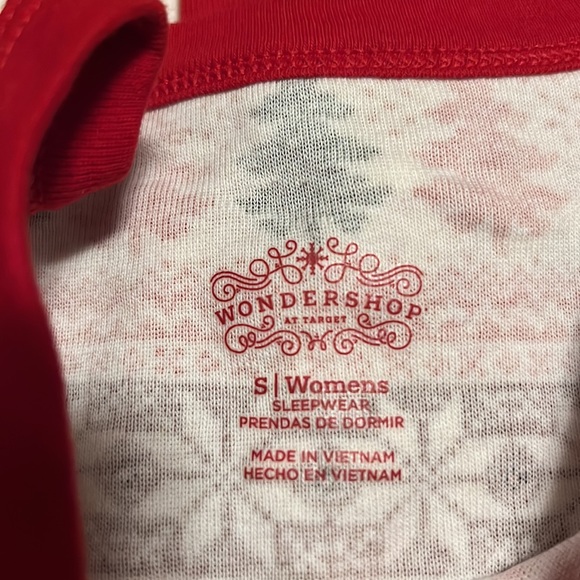 WONDERSHOP
AT TARGET
S | Womens
SLEEPWEAR
PRENDAS DE DORMIR
MADE IN VIETNAM
HECHO EN VIETNAM